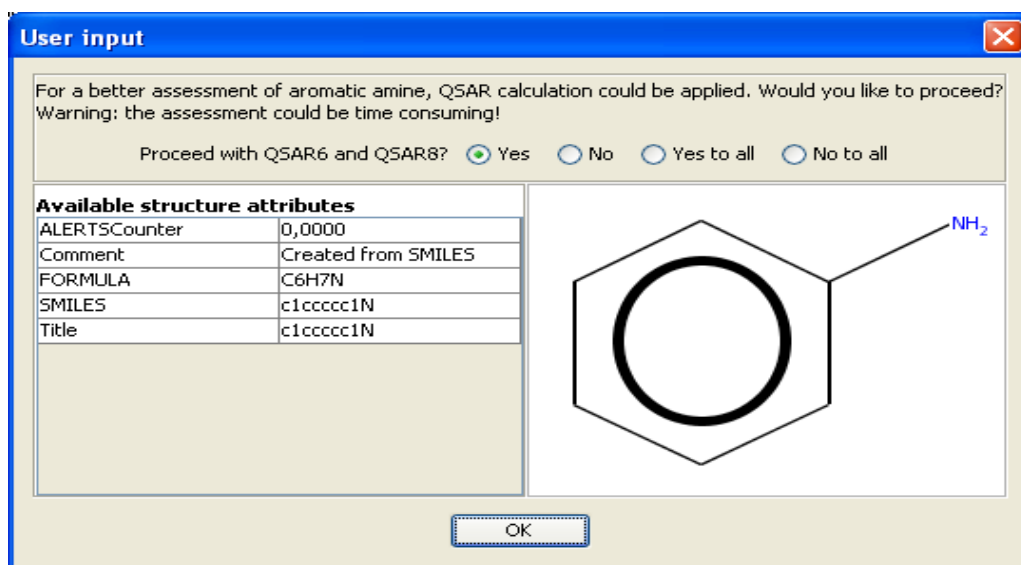 User input
For a better assessment of aromatic amine, QSAR calculation could be applied. Would you like to proceed?
Warning: the assessment could be time consuming!
Proceed with QSAR6 and QSAR8? Yes No Yes to all No to all
Available structure attributes
ALERTSCounter 0,0000
Comment Created from SMILES
FORMULA C6H7N
SMILES c1ccccc1N
Title c1ccccc1N
NH2
OK